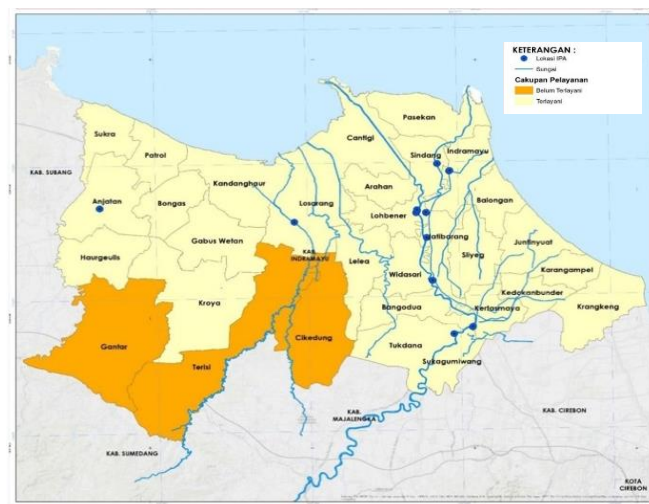 KETERANGAN :
Lokasi IPA
Sungai
Cakupan Pelayanan
Belum Terlayani
Terlayani
Pasekan
Sukra
Cantigi
Sindang
Indramayu
Patrol
KAB. SUBANG
Kandanghaur
Arahan
Anjatan
Losarang
Balongan
Bongas
Lohbener
Gabus Wetan
Jatibarang
Juntinyuat
Haurgeulis
KAB.
INDRAMAYU
Lelea
Sliyeg
Karangampel
Widasari
Kedokanbunder
Kroya
Bangodua
Kertasmaya
Krangkeng
Gantar
Cikedung
Terisi
Tukdana
Sukagumiwang
KAB.
MAJALENGKA
KAB. CIREBON
KAB. SUMEDANG
KOTA
CIREBON